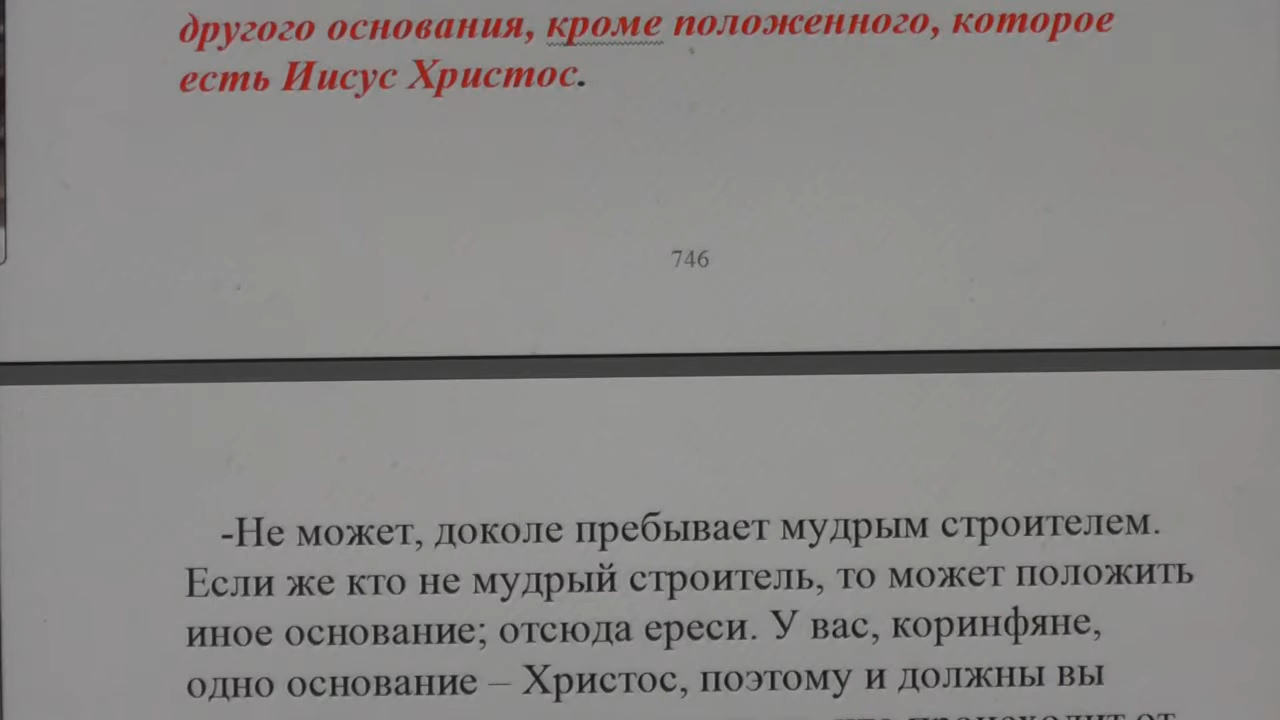 другого основания, кроме положенного, которое
есть Иисус Христос.
746
-Не может, доколе пребывает мудрым строителем.
Если же кто не мудрый строитель, то может положить
иное основание; отсюда ереси. У вас, коринфяне,
одно основание – Христос, поэтому и должны вы